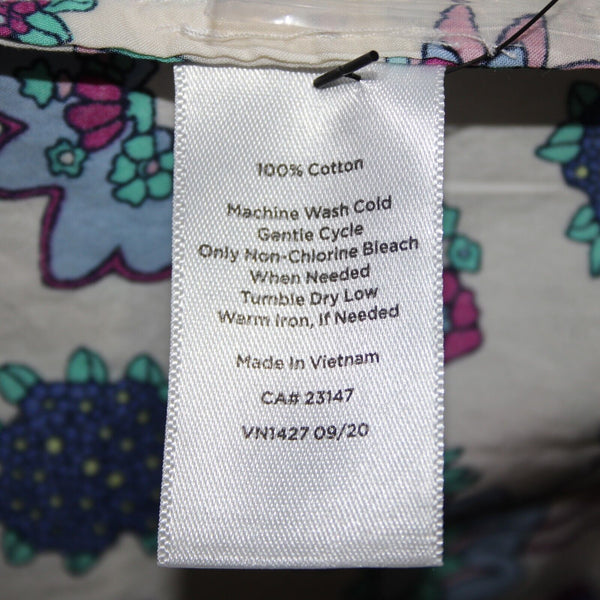 100% Cotton
Machine Wash Cold
Gentle Cycle
Only Non-Chlorine Bleach
When Needed
Tumble Dry Low
Warm Iron, If Needed
Made In Vietnam
CA# 23147
VN1427 09/20